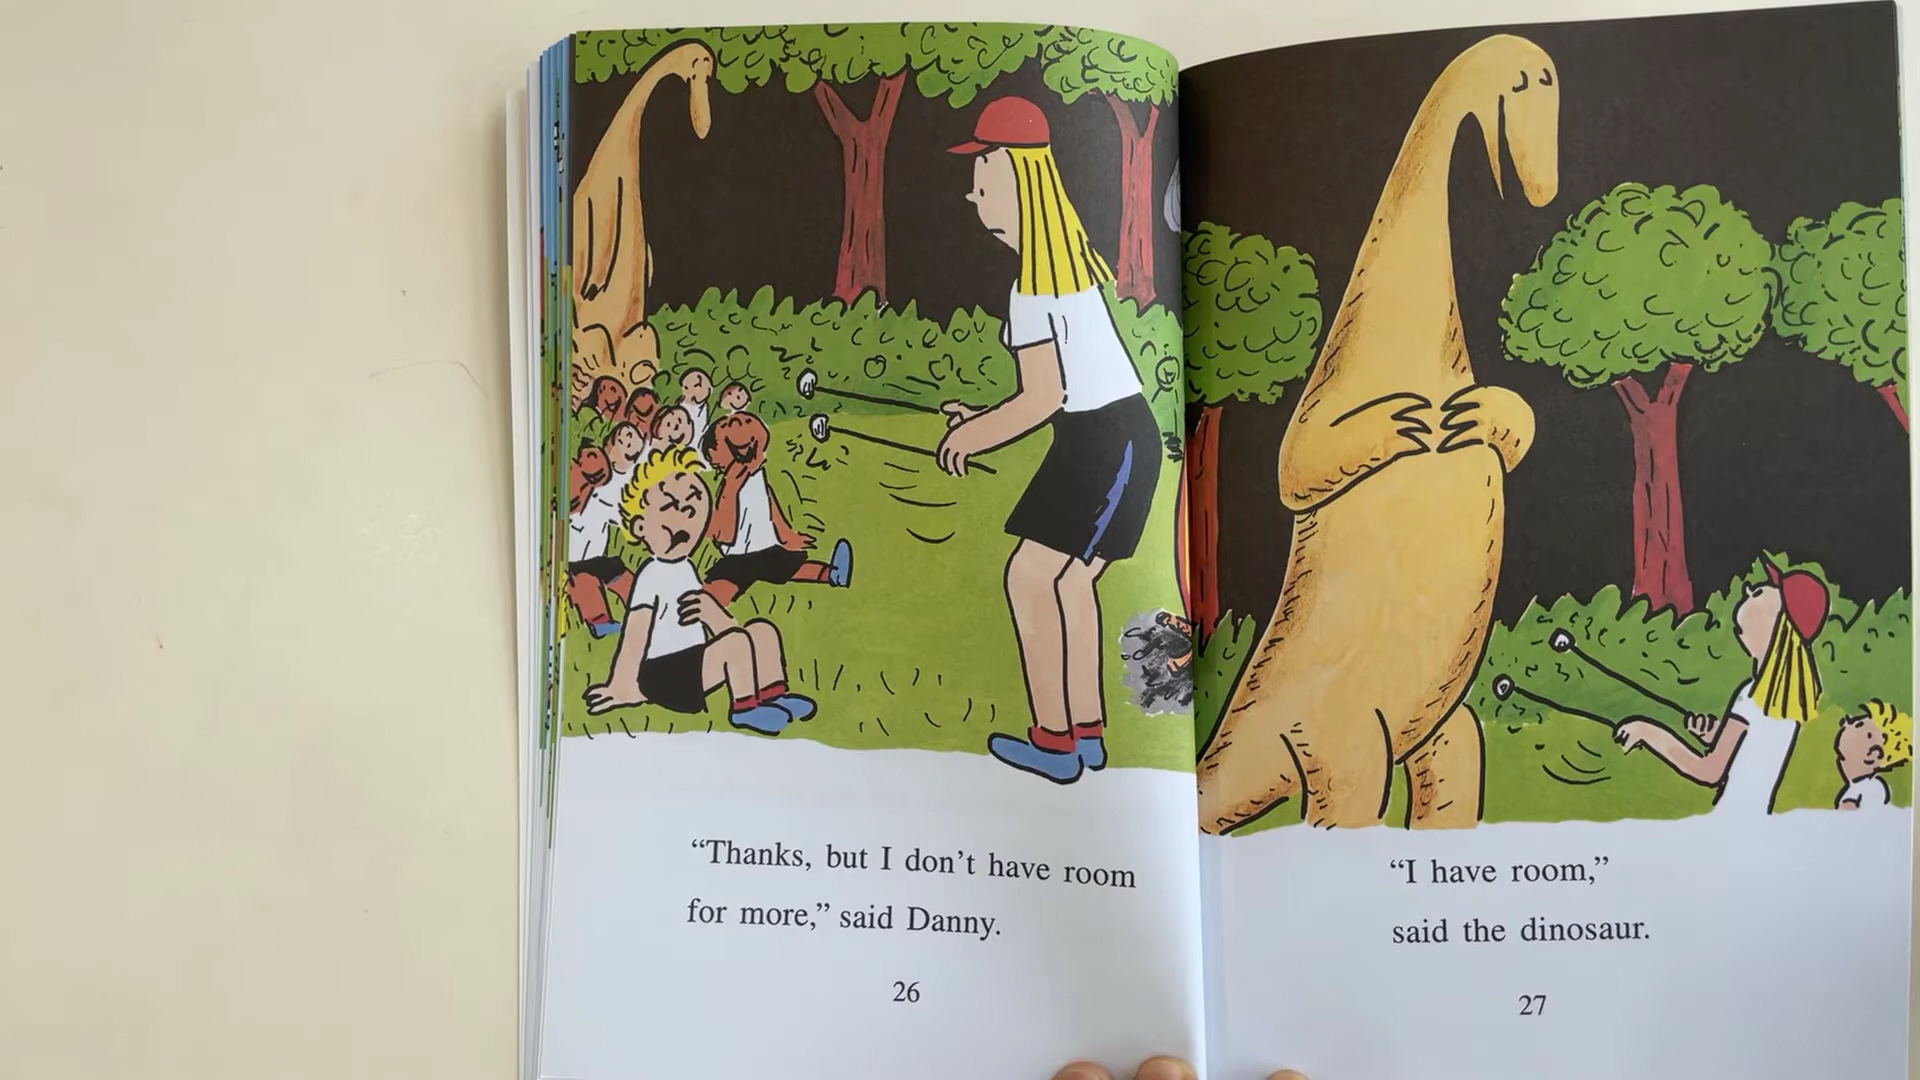 “Thanks, but I don’t have room
for more,” said Danny.
26
“I have room,”
said the dinosaur.
27